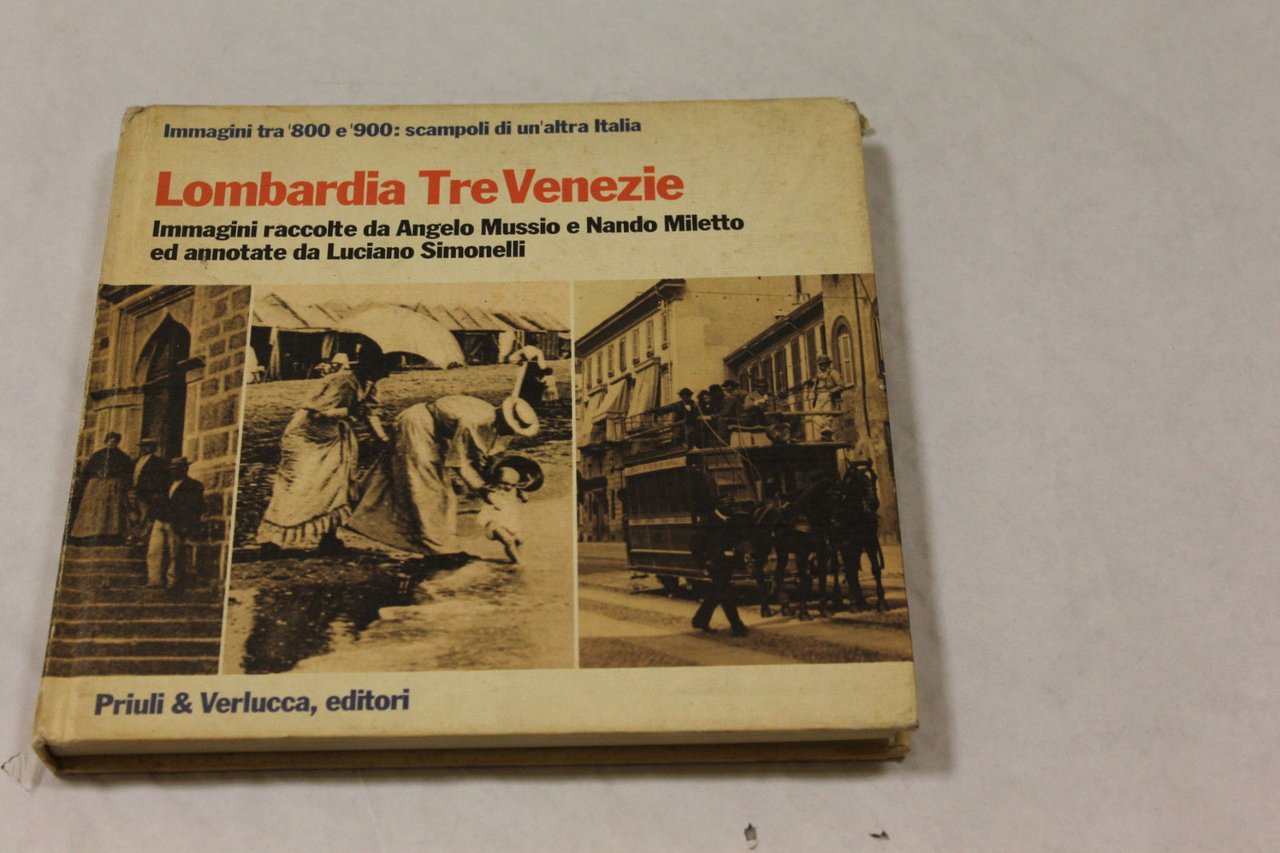 Immagini tra '800 e '900: scampoli di un'altra Italia
Lombardia Tre Venezie
Immagini raccolte da Angelo Mussio e Nando Miletto
ed annotate da Luciano Simonelli
Priuli & Verlucca, editori